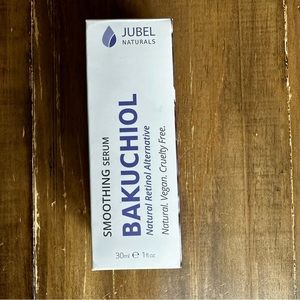 JUBEL
NATURALS
SMOOTHING SERUM
BAKUCHIOL
Natural Retinol Alternative
Natural. Vegan. Cruelty Free.
30ml ℮ 1fl oz